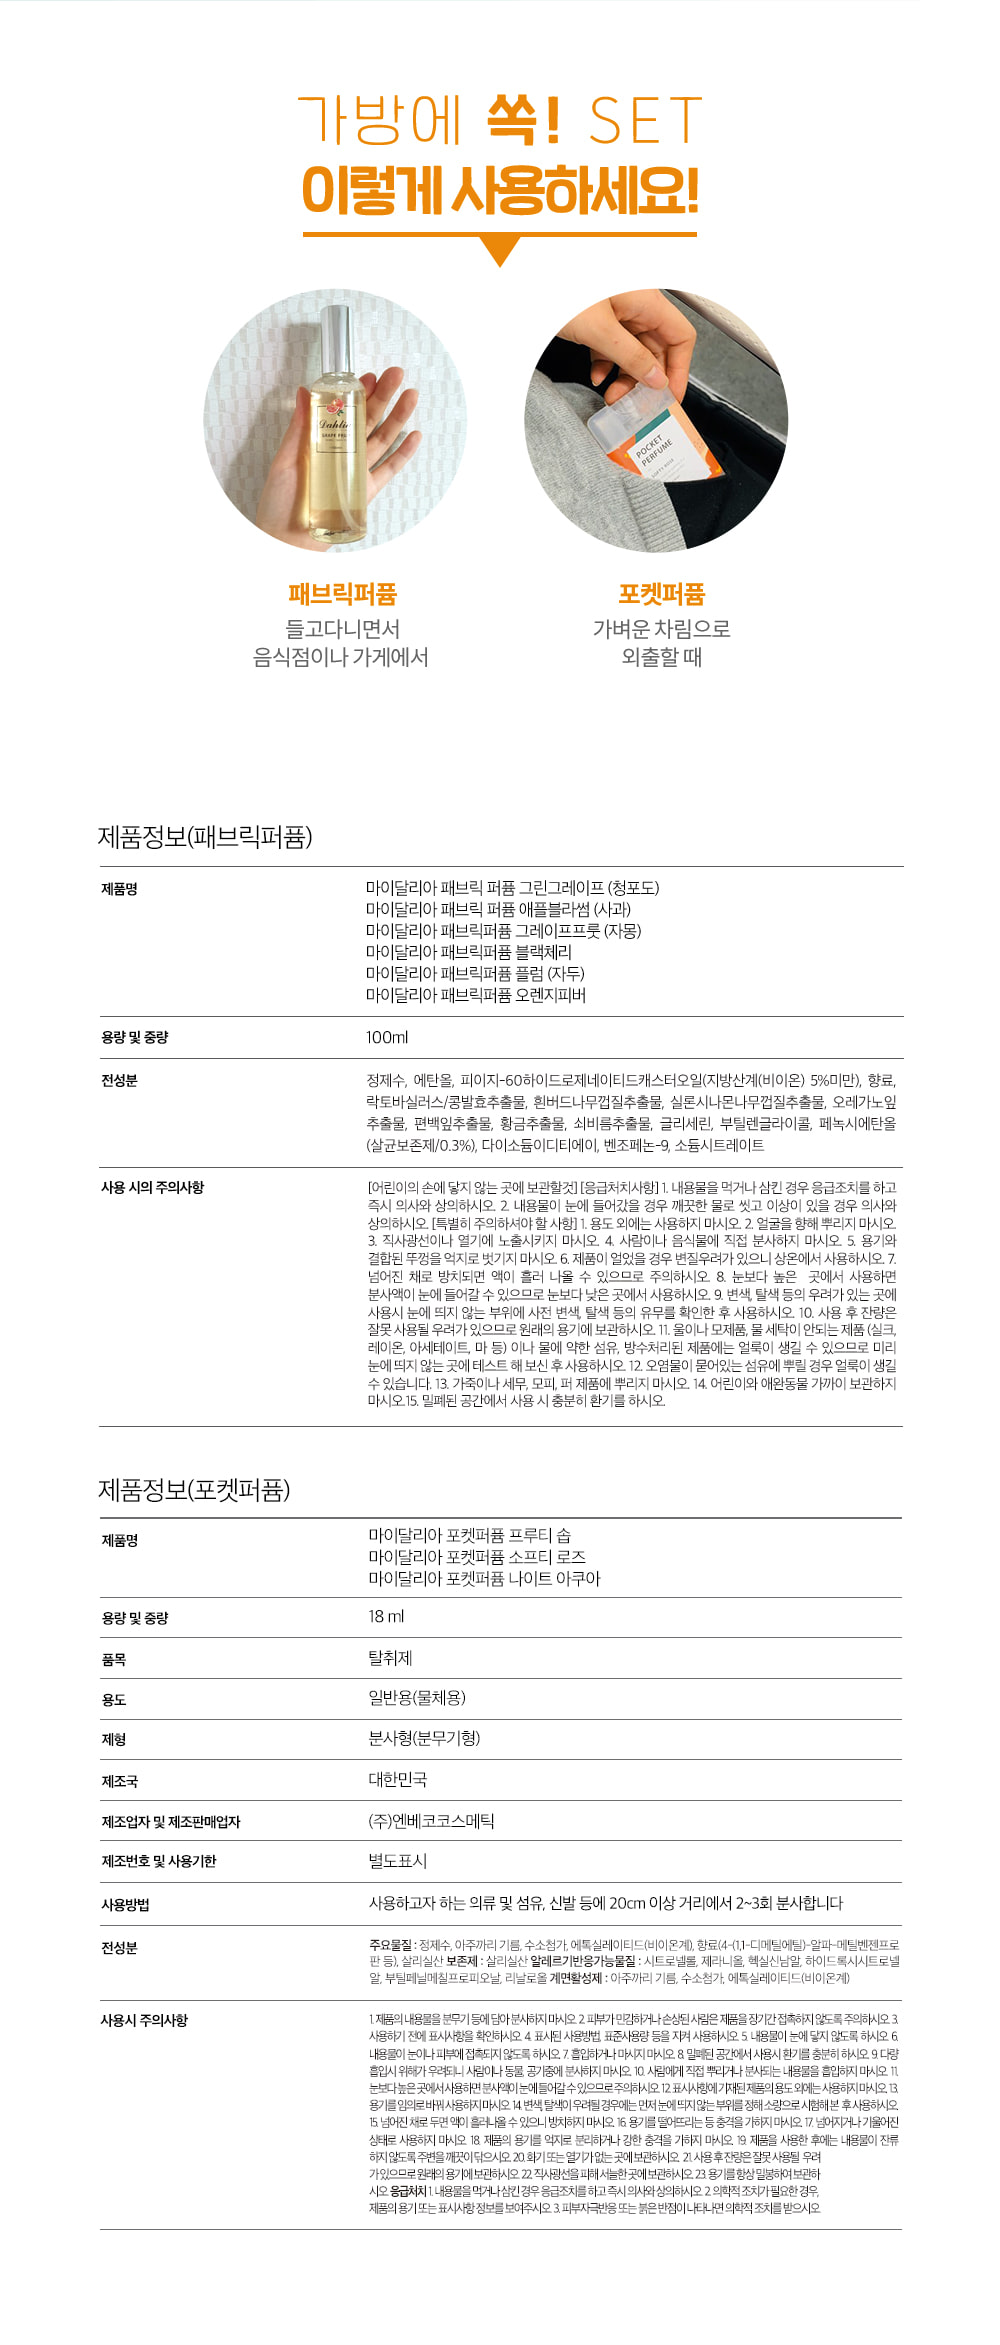 가방에 쏙! SET
이렇게 사용하세요!
Dahlia
GRAPE FRUIT
POCKET
PERFUME
패브릭퍼퓸
들고다니면서
음식점이나 가게에서
포켓퍼퓸
가벼운 차림으로
외출할 때
제품정보(패브릭퍼퓸)
제품명
마이달리아 패브릭 퍼퓸 그린그레이프 (청포도)
마이달리아 패브릭 퍼퓸 애플블라썸 (사과)
마이달리아 패브릭퍼퓸 그레이프프룻 (자몽)
마이달리아 패브릭퍼퓸 블랙체리
마이달리아 패브릭퍼퓸 플럼 (자두)
마이달리아 패브릭퍼퓸 오렌지피버
용량 및 중량 100ml
전성분
정제수, 에탄올, 피이지-60하이드로제네이티드캐스터오일(지방산계(비이온) 5%미만), 향료,
락토바실러스/콩발효추출물, 흰버드나무껍질추출물, 실론시나몬나무껍질추출물, 오레가노잎
추출물, 편백잎추출물, 황금추출물, 쇠비름추출물, 글리세린, 부틸렌글라이콜, 페녹시에탄올
(살균보존제/0.3%), 다이소듐이디티에이, 벤조페논-9, 소듐시트레이트
사용 시의 주의사항
[어린이의 손에 닿지 않는 곳에 보관할것] [응급처치사항] 1. 내용물을 먹거나 삼킨 경우 응급조치를 하고
즉시 의사와 상의하시오. 2. 내용물이 눈에 들어갔을 경우 깨끗한 물로 씻고 이상이 있을 경우 의사와
상의하시오. [특별히 주의하셔야 할 사항] 1. 용도 외에는 사용하지 마시오. 2. 얼굴을 향해 뿌리지 마시오.
3. 직사광선이나 열기에 노출시키지 마시오. 4. 사람이나 음식물에 직접 분사하지 마시오. 5. 용기와
결합된 뚜껑을 억지로 벗기지 마시오. 6. 제품이 얼었을 경우 변질우려가 있으니 상온에서 사용하시오. 7.
넘어진 채로 방치되면 액이 흘러 나올 수 있으므로 주의하시오. 8. 눈보다 높은 곳에서 사용하면
분사액이 눈에 들어갈 수 있으므로 눈보다 낮은 곳에서 사용하시오. 9. 변색, 탈색 등의 우려가 있는 곳에
사용시 눈에 띄지 않는 부위에 사전 변색, 탈색 등의 유무를 확인한 후 사용하시오. 10. 사용 후 잔량은
잘못 사용될 우려가 있으므로 원래의 용기에 보관하시오. 11. 울이나 모제품, 물 세탁이 안되는 제품 (실크,
레이온, 아세테이트, 마 등) 이나 물에 약한 섬유, 방수처리된 제품에는 얼룩이 생길 수 있으므로 미리
눈에 띄지 않는 곳에 테스트 해 보신 후 사용하시오. 12. 오염물이 묻어있는 섬유에 뿌릴 경우 얼룩이 생길
수 있습니다. 13. 가죽이나 세무, 모피, 퍼 제품에 뿌리지 마시오. 14. 어린이와 애완동물 가까이 보관하지
마시오.15. 밀폐된 공간에서 사용 시 충분히 환기를 하시오.
제품정보(포켓퍼퓸)
제품명
마이달리아 포켓퍼퓸 프루티 솝
마이달리아 포켓퍼퓸 소프티 로즈
마이달리아 포켓퍼퓸 나이트 아쿠아
용량 및 중량 18 ml
품목 탈취제
용도 일반용(물체용)
제형 분사형(분무기형)
제조국 대한민국
제조업자 및 제조판매업자 (주)엔베코코스메틱
제조번호 및 사용기한 별도표시
사용방법 사용하고자 하는 의류 및 섬유, 신발 등에 20cm 이상 거리에서 2~3회 분사합니다
전성분
주요물질 : 정제수, 아주까리 기름, 수소첨가, 에톡실레이티드(비이온계), 향료(4-(1,1-디메틸에틸)-알파-메틸벤젠프로
판 등), 살리실산 보존제 : 살리실산 알레르기반응가능물질 : 시트로넬롤, 제라니올, 헥실신남알, 하이드록시시트로넬
알, 부틸페닐메칠프로피오날, 리날로올 계면활성제 : 아주까리 기름, 수소첨가, 에톡실레이티드(비이온계)
사용시 주의사항
1. 제품의 내용물을 분무기 등에 담아 분사하지 마시오. 2. 피부가 민감하거나 손상된 사람은 제품을 장기간 접촉하지 않도록 주의하시오. 3.
사용하기 전에 표시사항을 확인하시오. 4. 표시된 사용방법, 표준사용량 등을 지켜 사용하시오. 5. 내용물이 눈에 닿지 않도록 하시오. 6.
내용물이 눈이나 피부에 접촉되지 않도록 하시오. 7. 흡입하거나 마시지 마시오. 8. 밀폐된 공간에서 사용시 환기를 충분히 하시오. 9. 다량
흡입시 위해가 우려되니 사람이나 동물, 공기중에 분사하지 마시오. 10. 사람에게 직접 뿌리거나 분사되는 내용물을 흡입하지 마시오. 11.
눈보다 높은 곳에서 사용하면 분사액이 눈에 들어갈 수 있으므로 주의하시오. 12. 표시사항에 기재된 제품의 용도 외에는 사용하지 마시오. 13.
용기를 임의로 바꿔 사용하지 마시오. 14. 변색, 탈색이 우려될 경우에는 먼저 눈에 띄지 않는 부위를 정해 소량으로 시험해 본 후 사용하시오.
15. 넘어진 채로 두면 액이 흘러나올 수 있으니 방치하지 마시오. 16. 용기를 떨어뜨리는 등 충격을 가하지 마시오. 17. 넘어지거나 기울어진
상태로 사용하지 마시오. 18. 제품의 용기를 억지로 분리하거나 강한 충격을 가하지 마시오. 19. 제품을 사용한 후에는 내용물이 잔류
하지 않도록 주변을 깨끗이 닦으시오. 20. 화기 또는 열기가 없는 곳에 보관하시오. 21. 사용 후 잔량은 잘못 사용될 우려
가 있으므로 원래의 용기에 보관하시오. 22. 직사광선을 피해 서늘한 곳에 보관하시오. 23. 용기를 항상 밀봉하여 보관하
시오. 응급처치 1. 내용물을 먹거나 삼킨 경우 응급조치를 하고 즉시 의사와 상의하시오. 2. 의학적 조치가 필요한 경우,
제품의 용기 또는 표시사항 정보를 보여주시오. 3. 피부자극반응 또는 붉은 반점이 나타나면 의학적 조치를 받으시오.